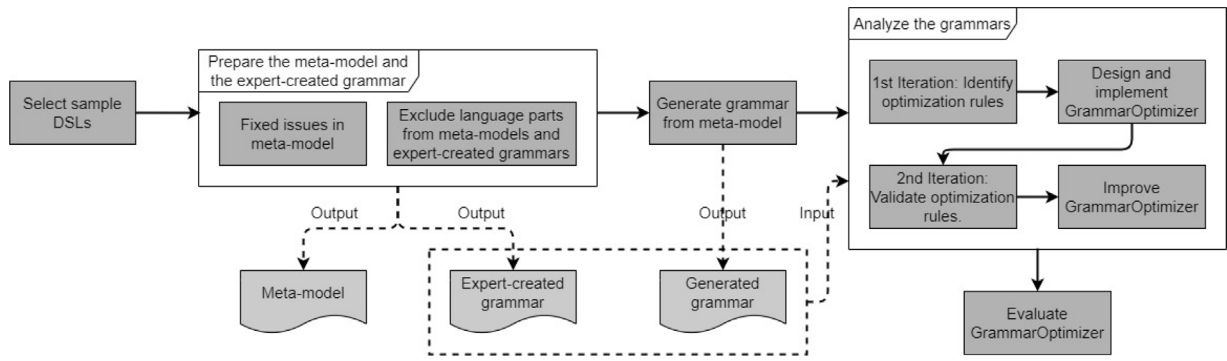 Select sample
DSLs
Prepare the meta-model and
the expert-created grammar
Fixed issues in
meta-model
Exclude language parts
from meta-models and
expert-created grammars
Generate grammar
from meta-model
Analyze the grammars
1st Iteration: Identify
optimization rules
Design and
implement
GrammarOptimizer
2nd Iteration:
Validate optimization
rules.
Improve
GrammarOptimizer
Output
Output
Output
Input
Meta-model
Expert-created
grammar
Generated
grammar
Evaluate
GrammarOptimizer